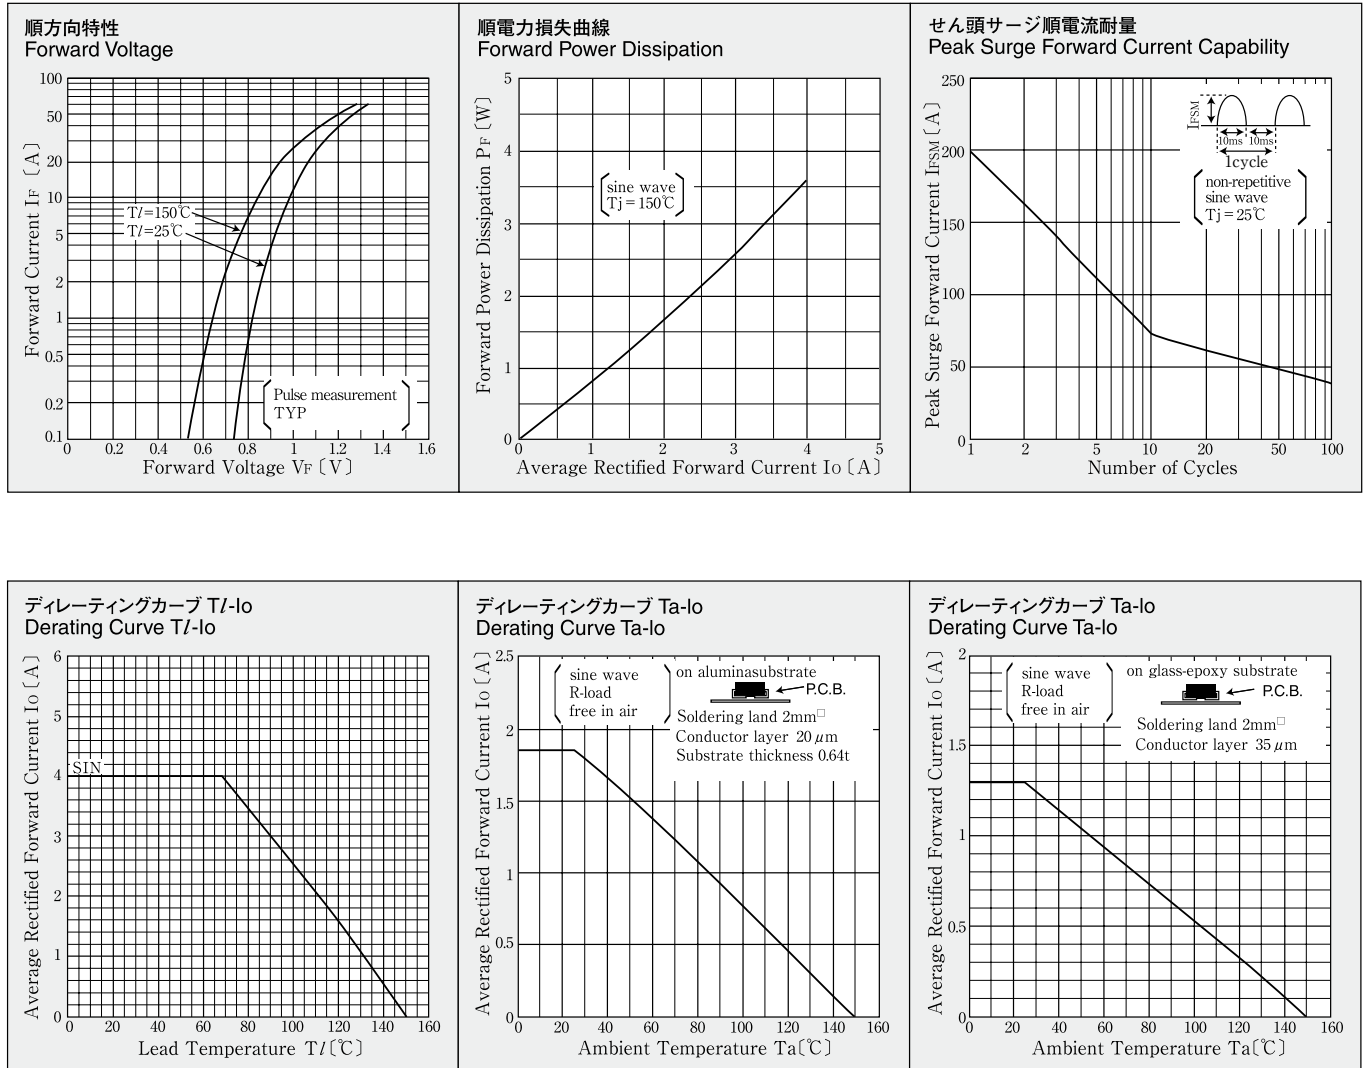 順方向特性
Forward Voltage
100
50
20
10
5
2
1
0.5
0.2
0.1
Forward Current IF 〔A〕
Tl=150℃
Tl=25℃
Pulse measurement
TYP
0 0.2 0.4 0.6 0.8 1 1.2 1.4 1.6
Forward Voltage VF〔V〕
順電力損失曲線
Forward Power Dissipation
5
4
3
2
1
0
Forward Power Dissipation PF〔W〕
sine wave
Tj=150℃
0 1 2 3 4 5
Average Rectified Forward Current IO〔A〕
せん頭サージ順電流耐量
Peak Surge Forward Current Capability
250
200
150
100
50
0
Peak Surge Forward Current IFSM〔A〕
IFSM
10ms 10ms
1cycle
non-repetitive
sine wave
Tj=25℃
1 2 5 10 20 50 100
Number of Cycles
ディレーティングカーブ Tl-Io
Derating Curve Tl-Io
6
5
4
3
2
1
0
Average Rectified Forward Current IO〔A〕
SIN
0 20 40 60 80 100 120 140 160
Lead Temperature Tl〔℃〕
ディレーティングカーブ Ta-Io
Derating Curve Ta-Io
2.5
2
1.5
1
0.5
0
Average Rectified Forward Current IO〔A〕
sine wave
R-load
free in air
on aluminasubstrate
P.C.B.
Soldering land 2mm□
Conductor layer 20μm
Substrate thickness 0.64t
0 20 40 60 80 100 120 140 160
Ambient Temperature Ta〔℃〕
ディレーティングカーブ Ta-Io
Derating Curve Ta-Io
2
1.5
1
0.5
0
Average Rectified Forward Current IO〔A〕
sine wave
R-load
free in air
on glass-epoxy substrate
P.C.B.
Soldering land 2mm□
Conductor layer 35μm
0 20 40 60 80 100 120 140 160
Ambient Temperature Ta〔℃〕